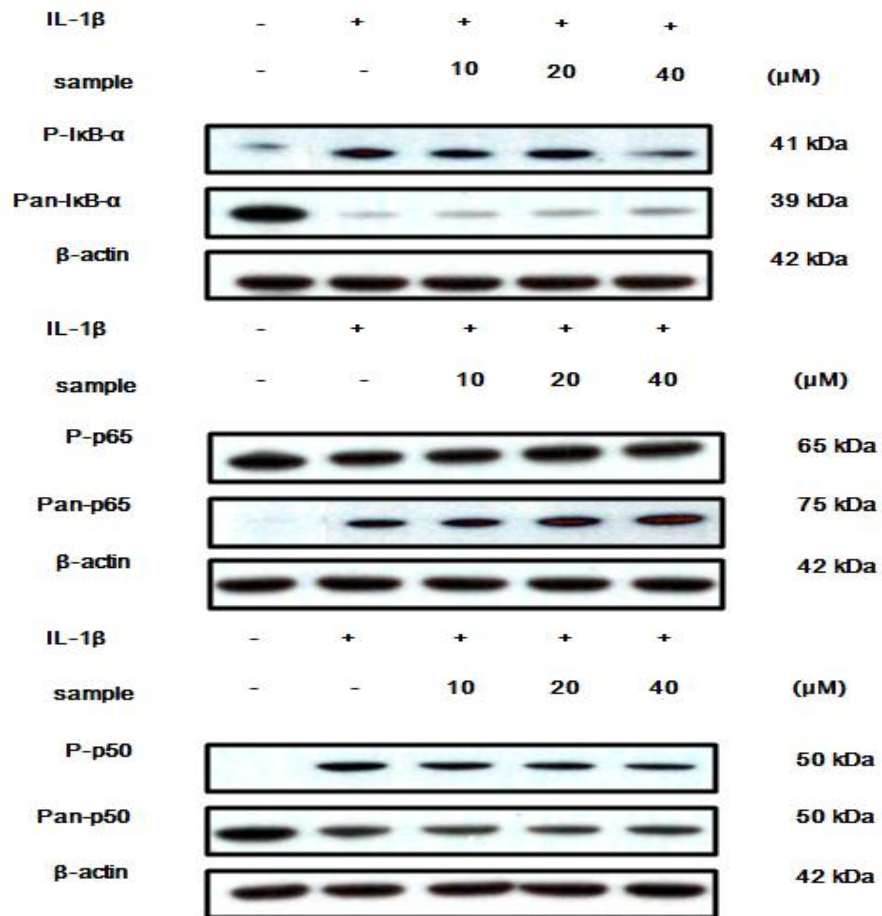 IL-1β - + + + +
sample - - 10 20 40 (μM)
P-IκB-α 41 kDa
Pan-IκB-α 39 kDa
β-actin 42 kDa
IL-1β - + + + +
sample - - 10 20 40 (μM)
P-p65 65 kDa
Pan-p65 75 kDa
β-actin 42 kDa
IL-1β - + + + +
sample - - 10 20 40 (μM)
P-p50 50 kDa
Pan-p50 50 kDa
β-actin 42 kDa